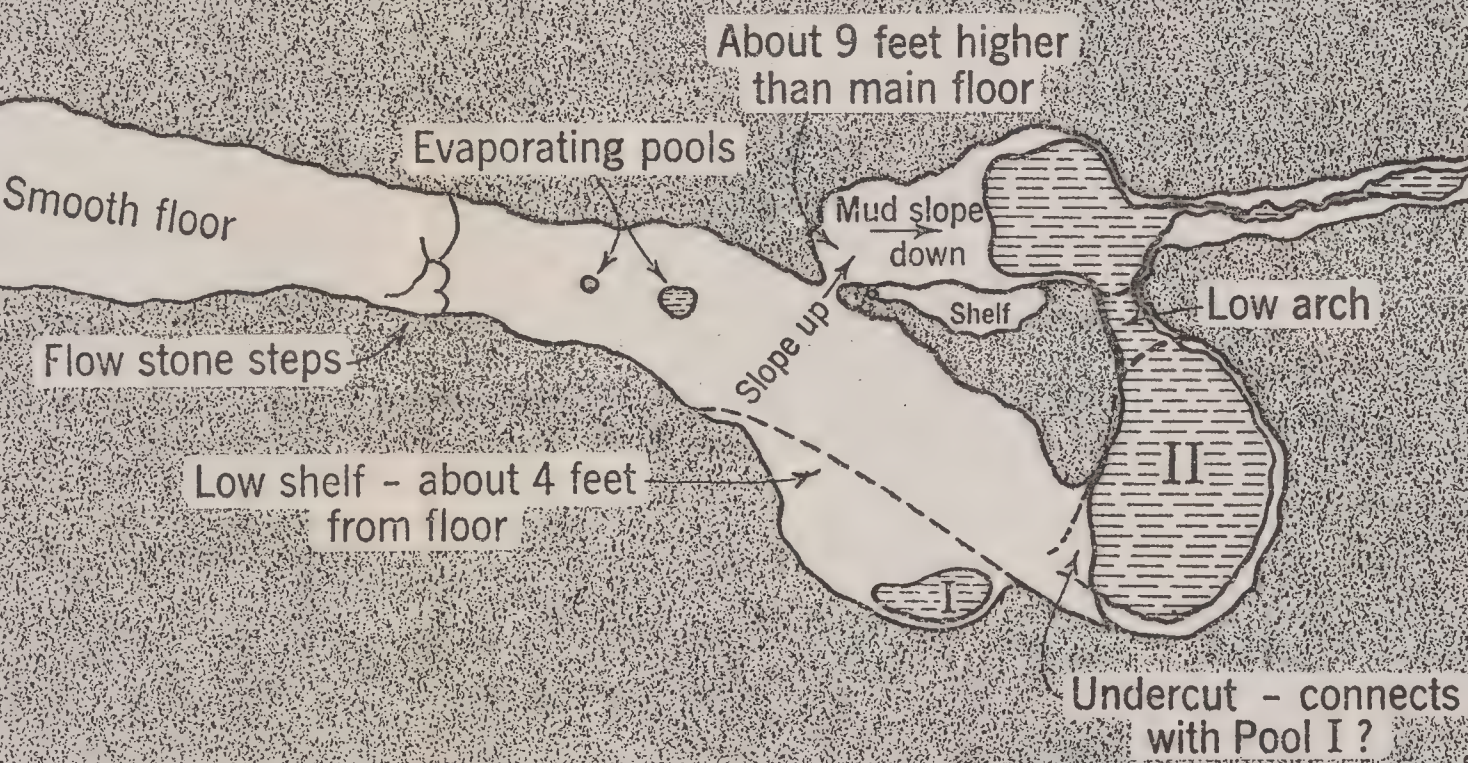 About 9 feet higher
than main floor
Evaporating pools
Smooth floor
Mud slope
down
Shelf
Low arch
Flow stone steps
Slope up
Low shelf - about 4 feet
from floor
II
I
Undercut - connects
with Pool I ?